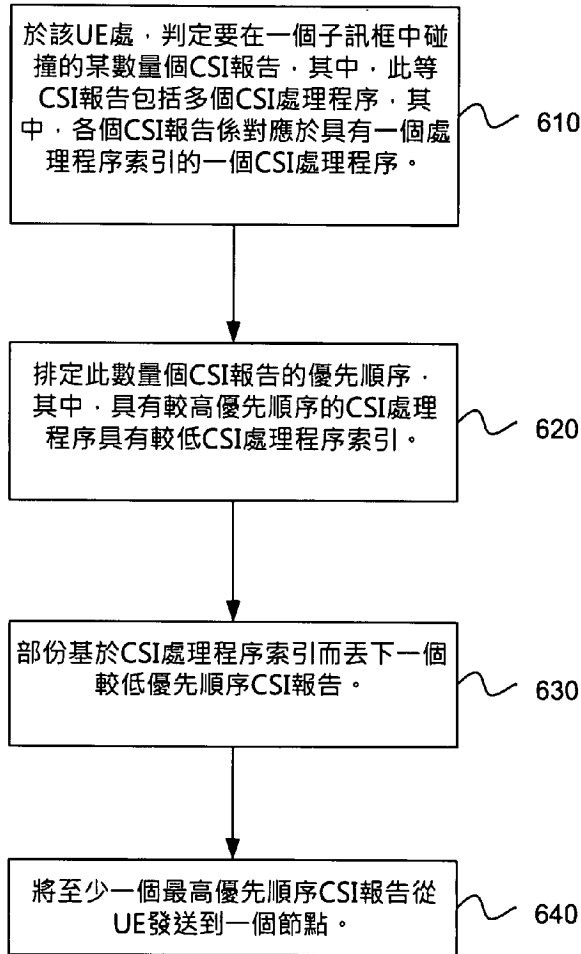 於該UE處，判定要在一個子訊框中碰
撞的某數量個CSI報告，其中，此等
CSI報告包括多個CSI處理程序，其
中，各個CSI報告係對應於具有一個處
理程序索引的一個CSI處理程序。
610
排定此數量個CSI報告的優先順序，
其中，具有較高優先順序的CSI處理
程序具有較低CSI處理程序索引。
620
部份基於CSI處理程序索引而丟下一個
較低優先順序CSI報告。
630
將至少一個最高優先順序CSI報告從
UE發送到一個節點。
640